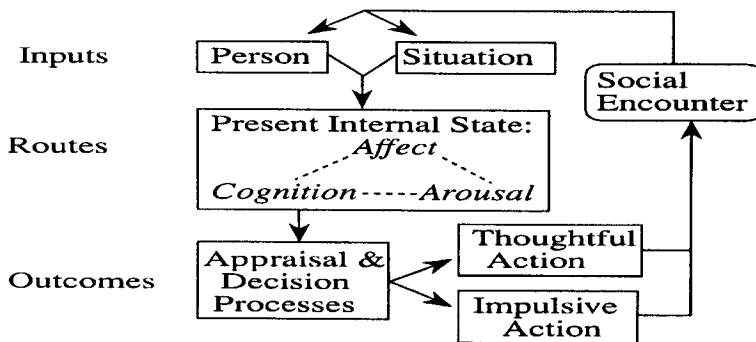 Inputs
Person
Situation
Social
Encounter
Routes
Present Internal State:
Affect
Cognition
Arousal
Outcomes
Appraisal &
Decision
Processes
Thoughtful
Action
Impulsive
Action